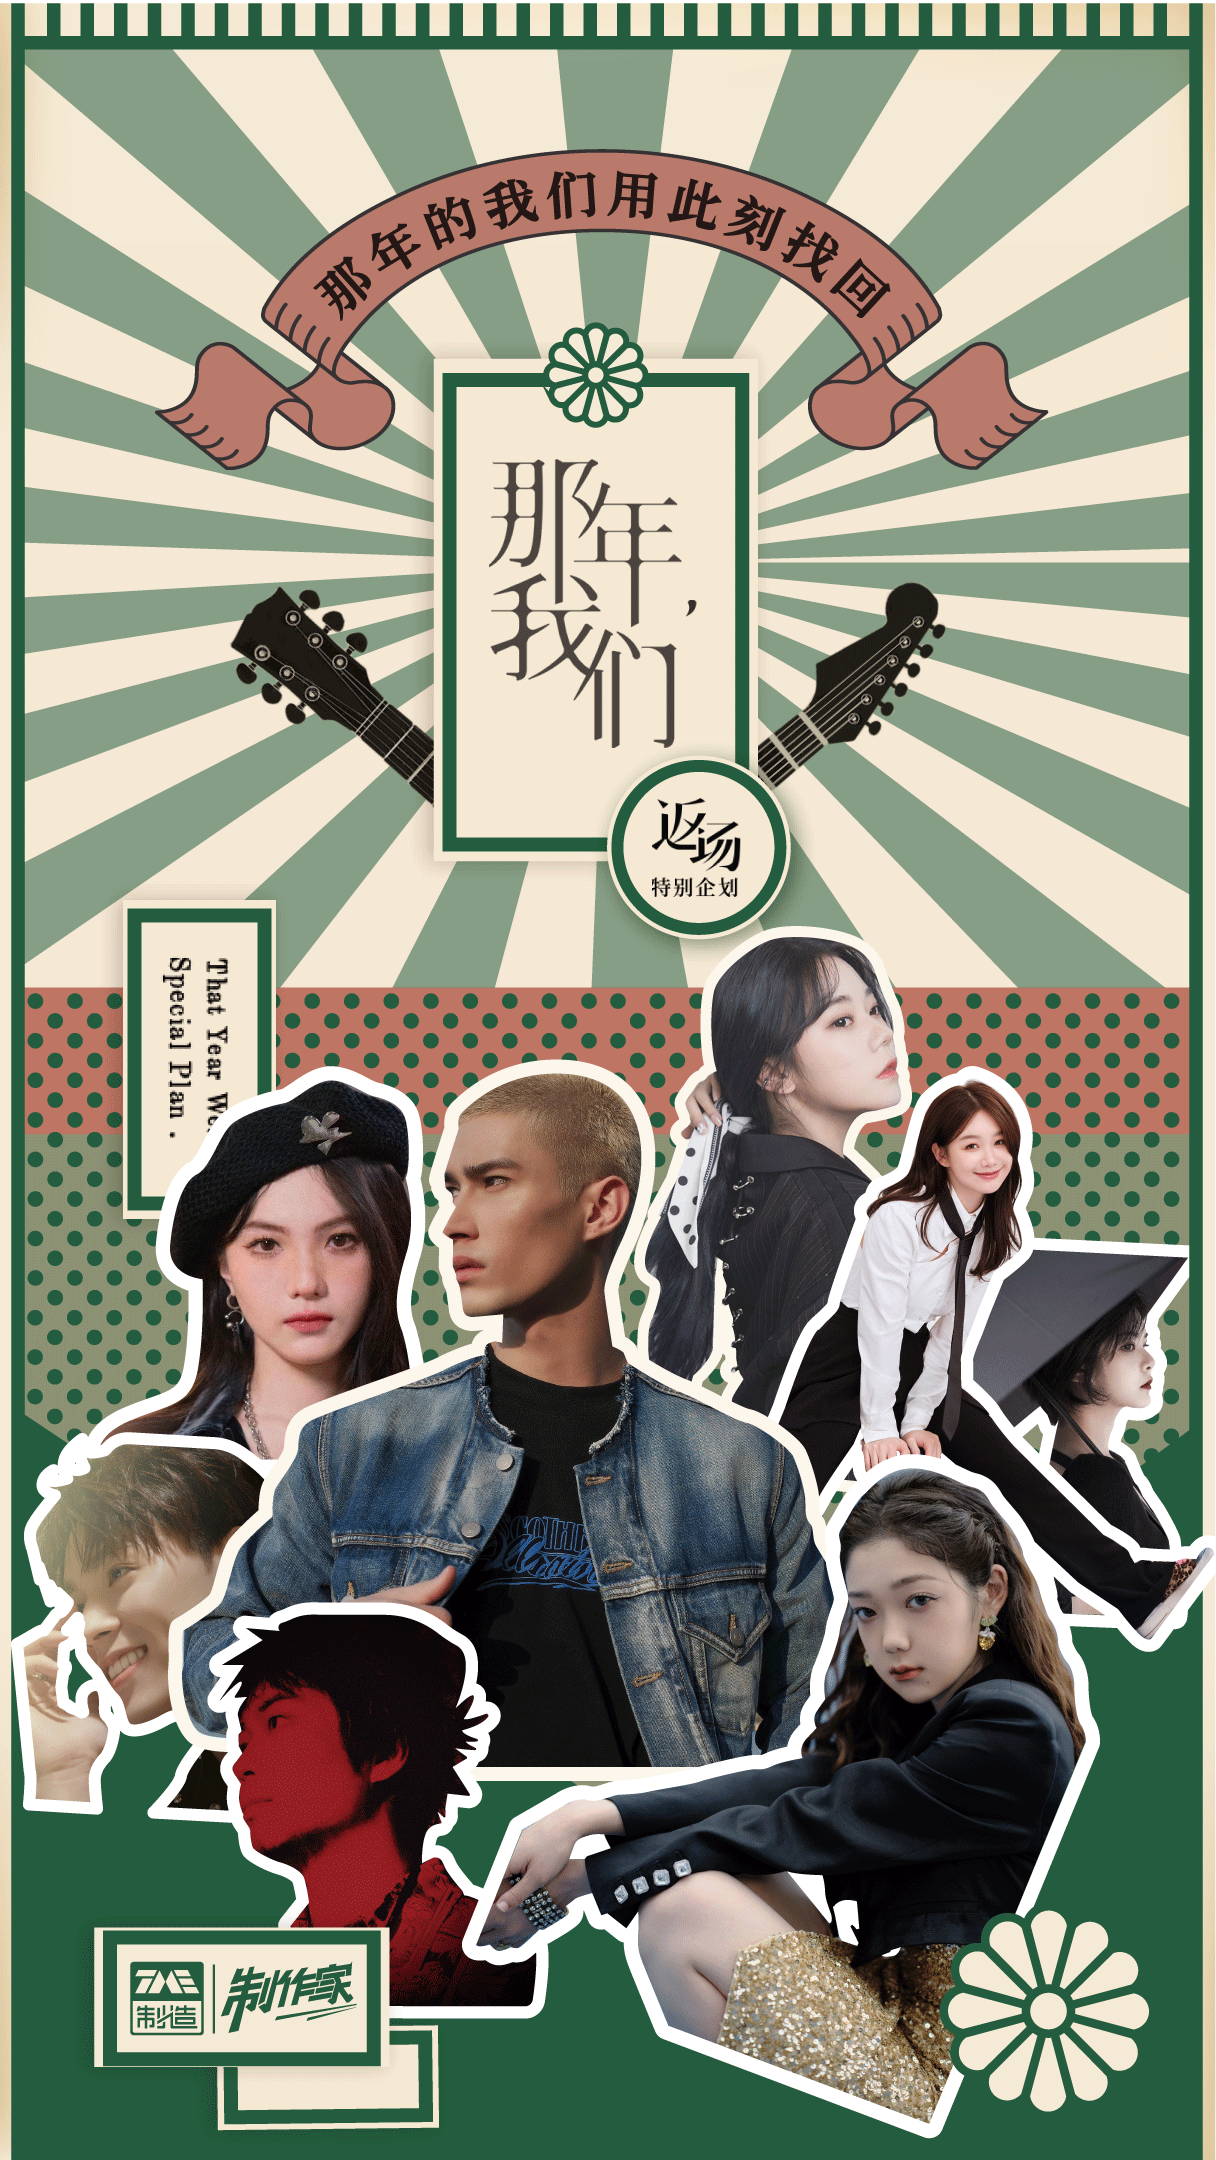 那年的我们用此刻找回
那年，
我们
返场
特别企划
That Year We
Special Plan .
TME
制造
制作家